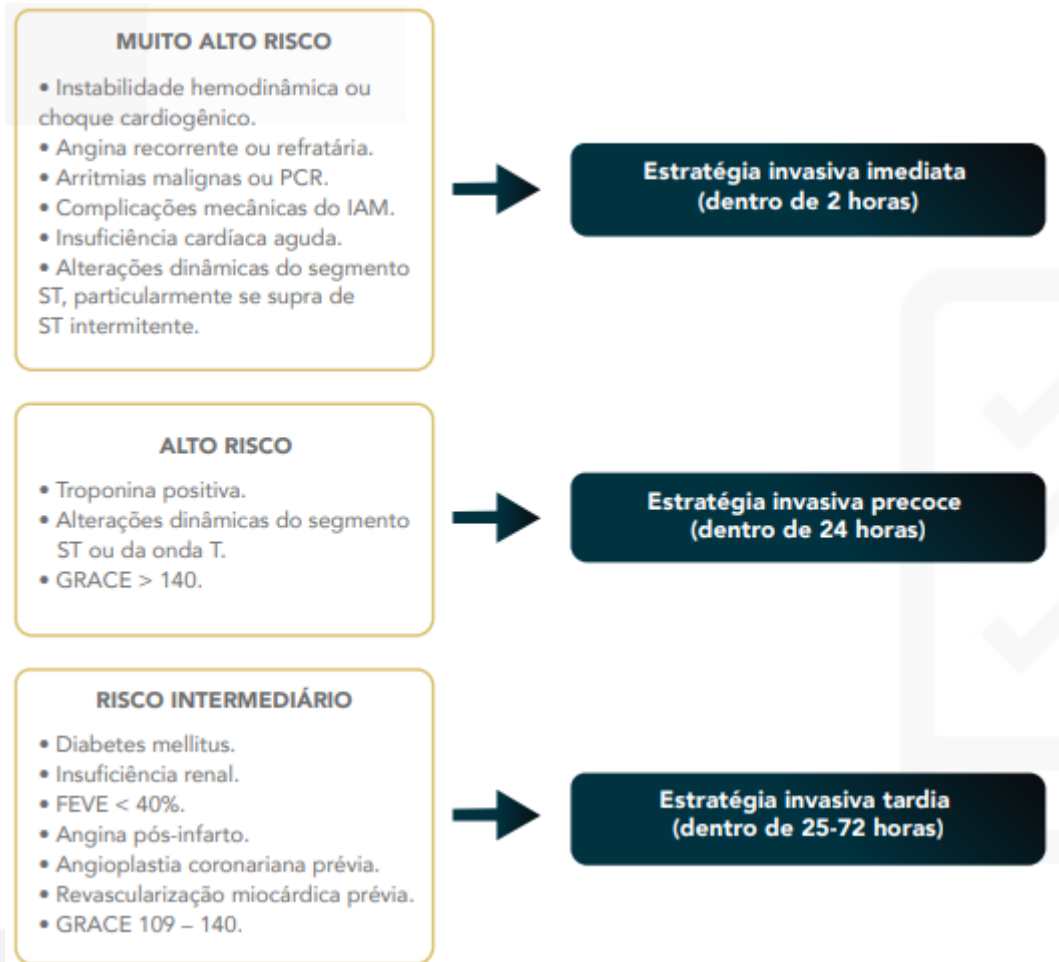 MUITO ALTO RISCO
• Instabilidade hemodinâmica ou
choque cardiogênico.
• Angina recorrente ou refratária.
• Arritmias malignas ou PCR.
• Complicações mecânicas do IAM.
• Insuficiência cardíaca aguda.
• Alterações dinâmicas do segmento
ST, particularmente se supra de
ST intermitente.
Estratégia invasiva imediata
(dentro de 2 horas)
ALTO RISCO
• Troponina positiva.
• Alterações dinâmicas do segmento
ST ou da onda T.
• GRACE > 140.
Estratégia invasiva precoce
(dentro de 24 horas)
RISCO INTERMEDIÁRIO
• Diabetes mellitus.
• Insuficiência renal.
• FEVE < 40%.
• Angina pós-infarto.
• Angioplastia coronariana prévia.
• Revascularização miocárdica prévia.
• GRACE 109 – 140.
Estratégia invasiva tardia
(dentro de 25-72 horas)